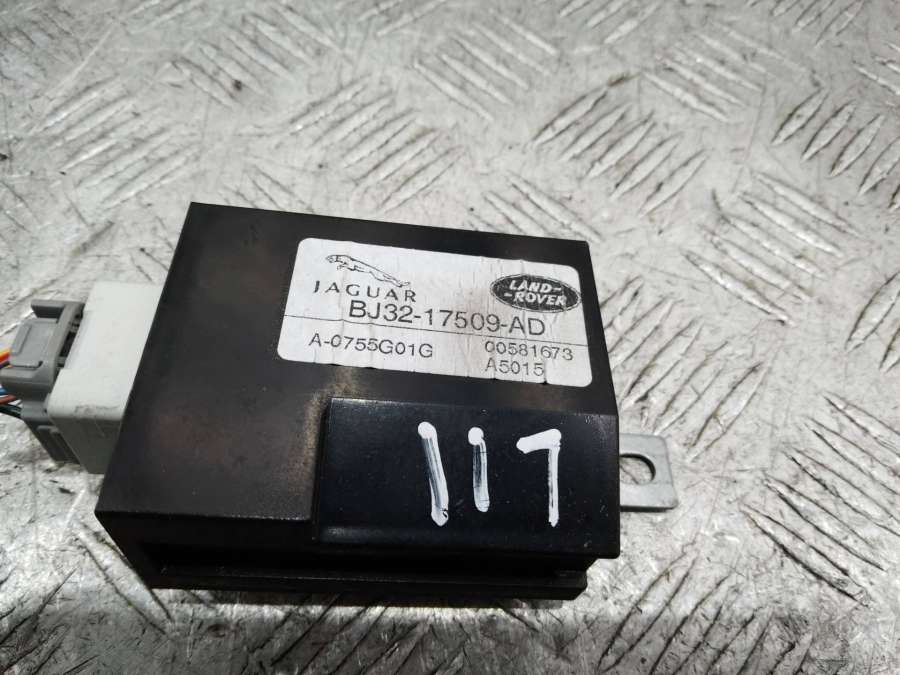 JAGUAR
LAND-
-ROVER
BJ32-17509-AD
A-0755G01G 00581673
A5015
117